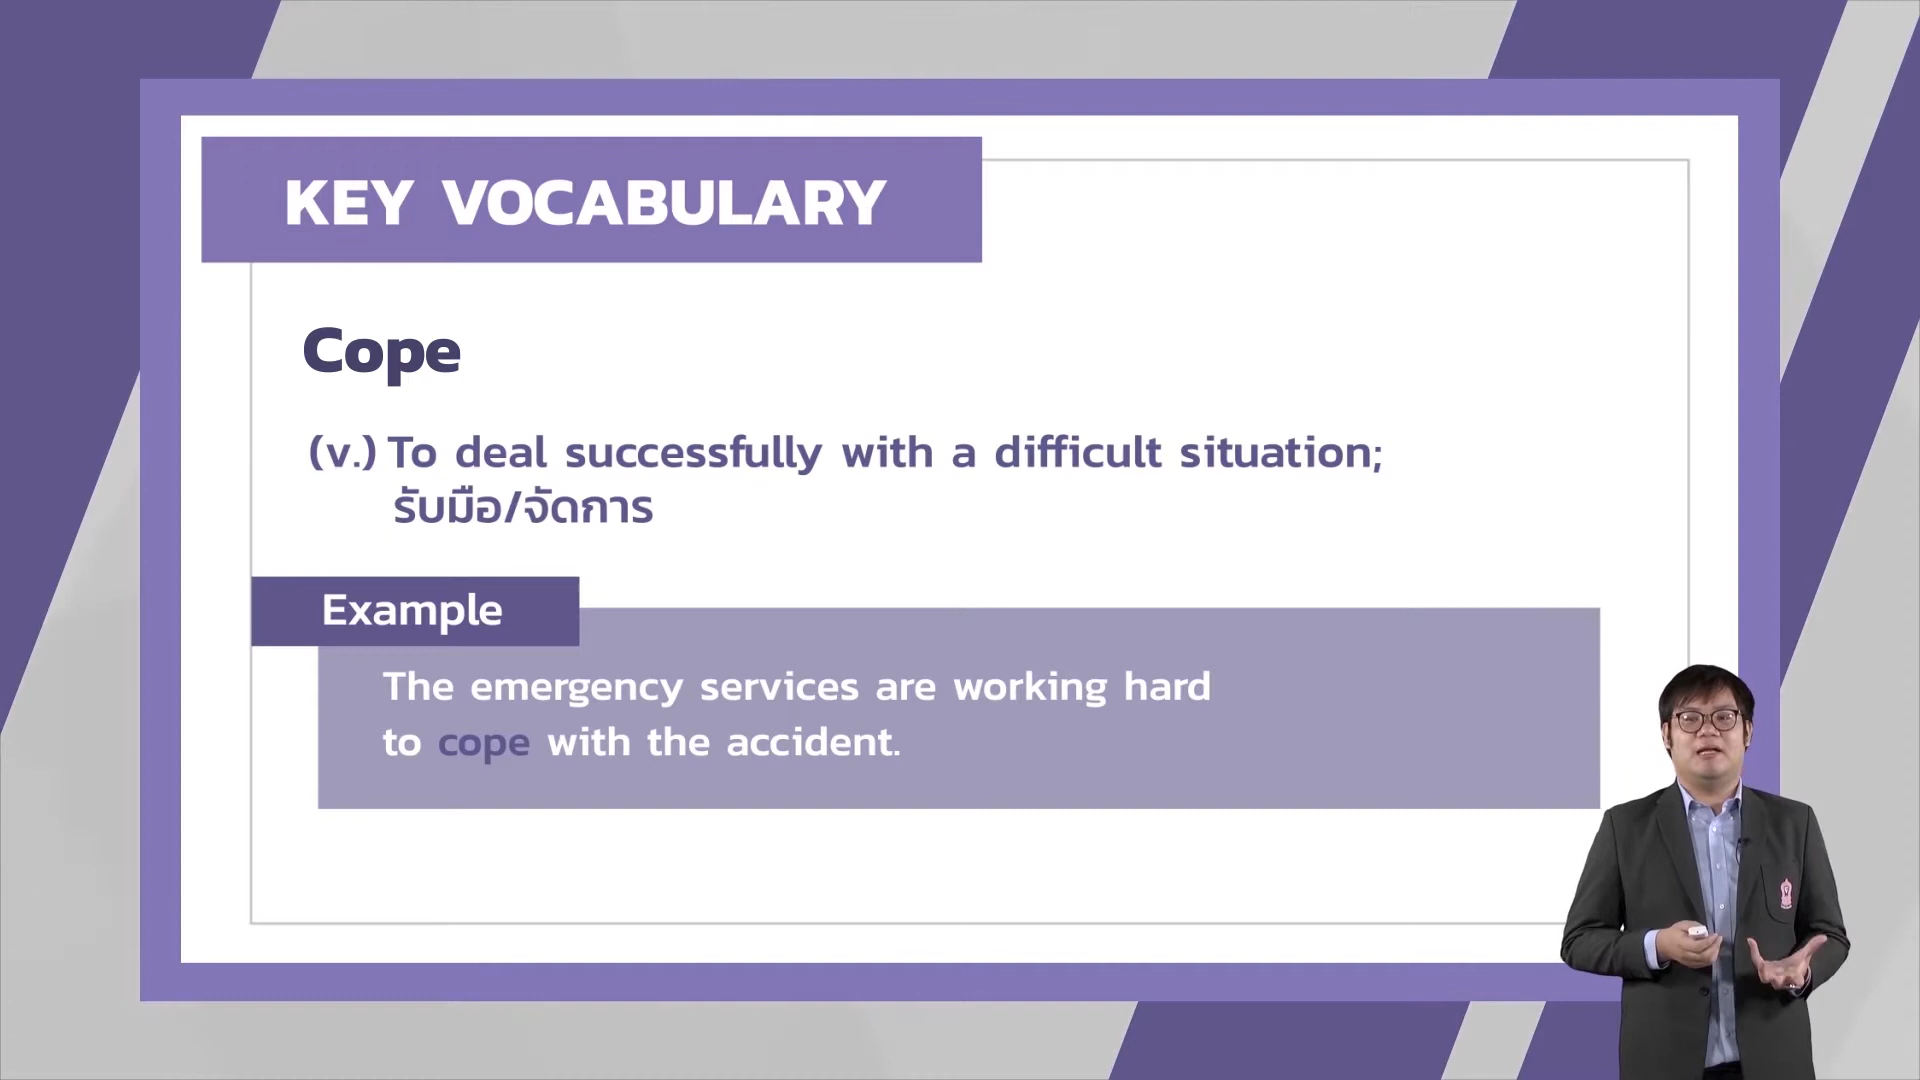 KEY VOCABULARY
Cope
(v.) To deal successfully with a difficult situation;
รับมือ/จัดการ
Example
The emergency services are working hard
to cope with the accident.